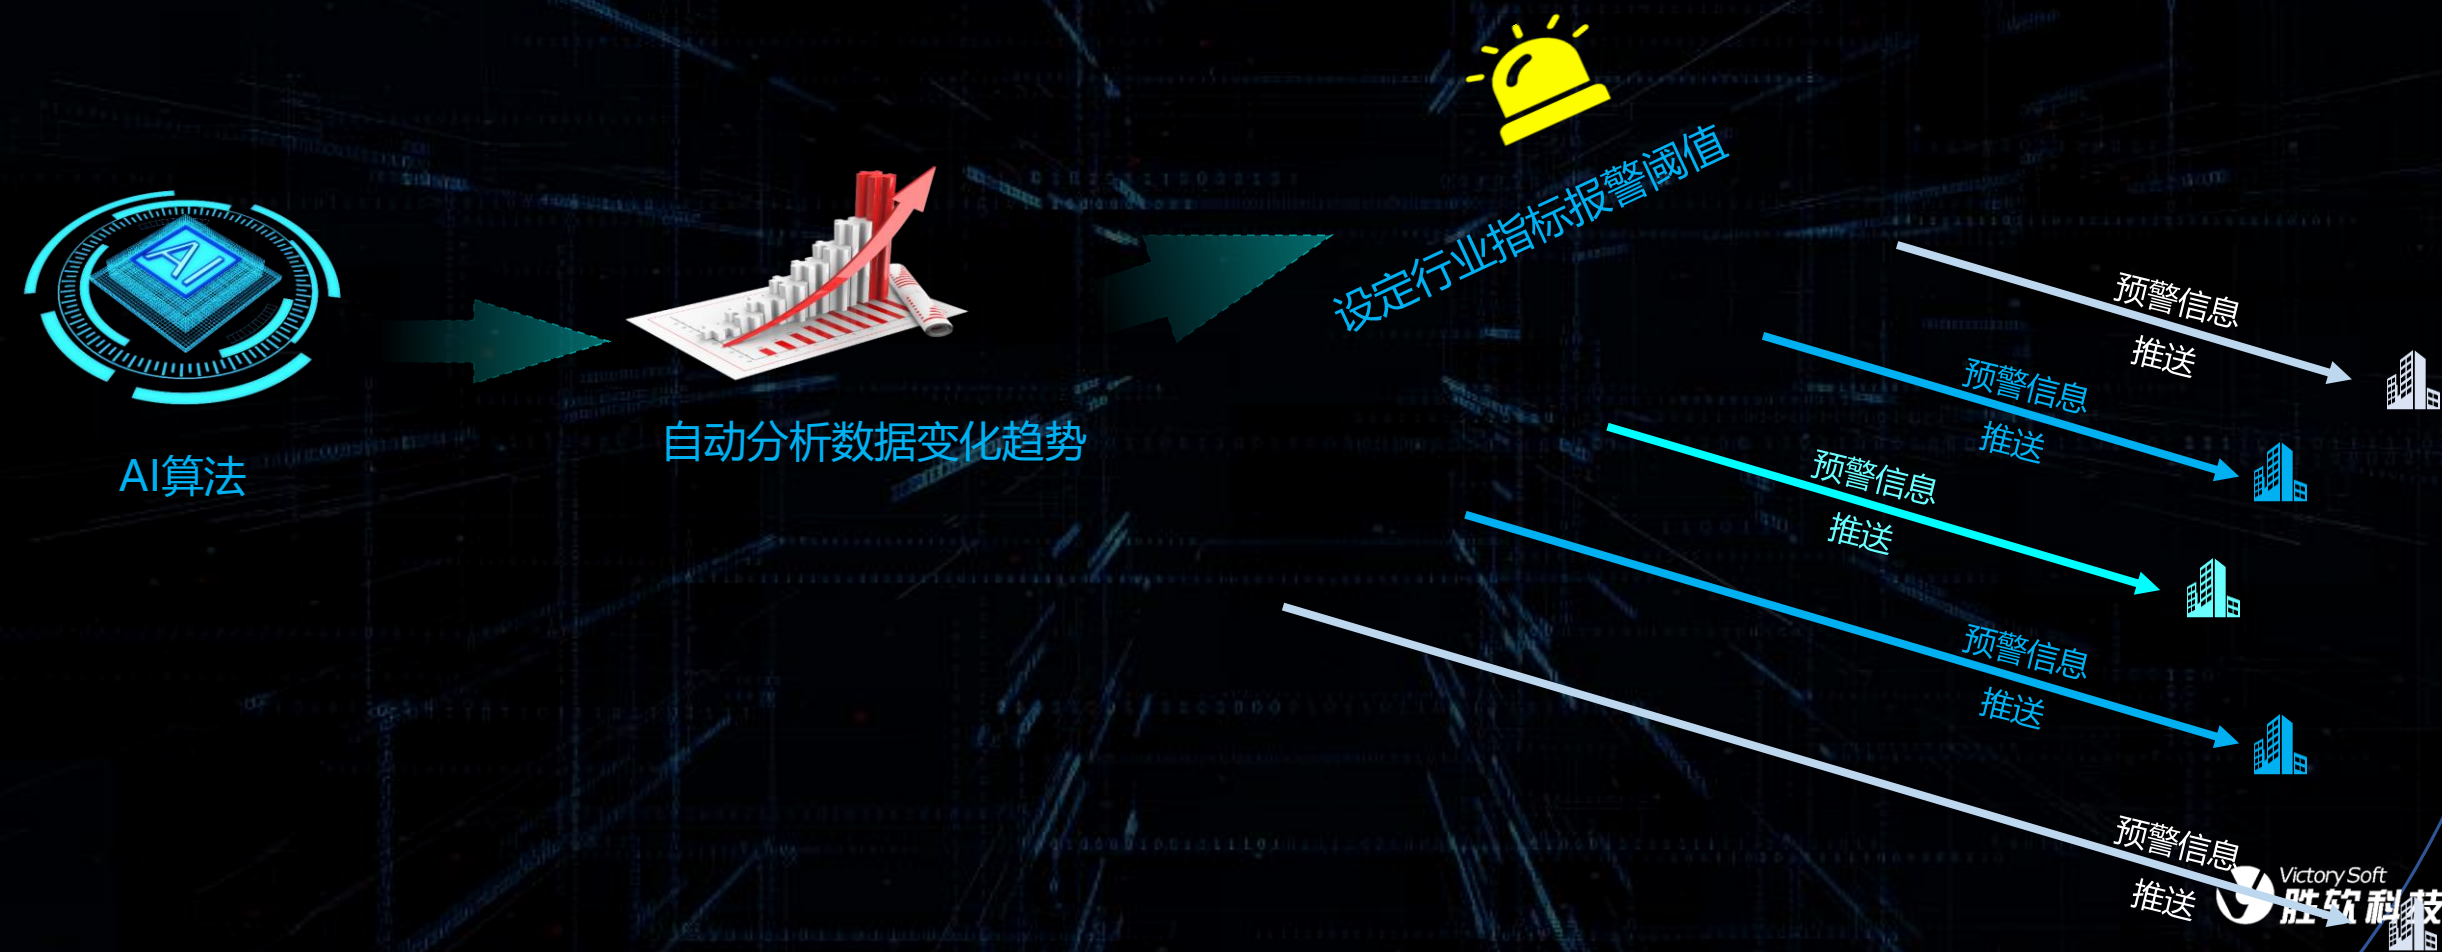 AI
AI算法
自动分析数据变化趋势
设定行业指标报警阈值
预警信息
推送
预警信息
推送
预警信息
推送
预警信息
推送
预警信息
推送
Victory Soft
胜软科技